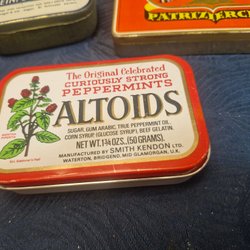 PATRIZIER
The Original Celebrated
CURIOUSLY STRONG
PEPPERMINTS
ALTOIDS
SUGAR, GUM ARABIC, TRUE PEPPERMINT OIL,
CORN SYRUP (GLUCOSE SYRUP), BEEF GELATIN.
NET WT. 1¾ OZS. (50 GRAMS).
MANUFACTURED BY SMITH KENDON LTD.
WATERTON, BRIDGEND, MID GLAMORGAN, U.K.